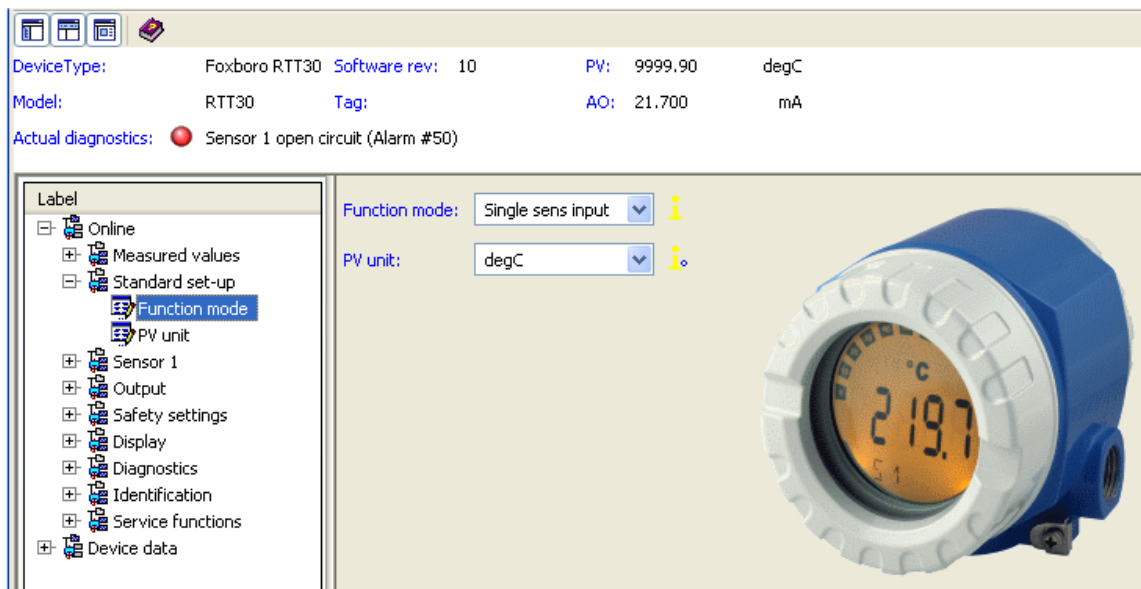 DeviceType: Foxboro RTT30 Software rev: 10 PV: 9999.90 degC
Model: RTT30 Tag: AO: 21.700 mA
Actual diagnostics: Sensor 1 open circuit (Alarm #50)
Label
Online
Measured values
Standard set-up
Function mode
PV unit
Sensor 1
Output
Safety settings
Display
Diagnostics
Identification
Service functions
Device data
Function mode: Single sens input
PV unit: degC
°C
219.7
S1